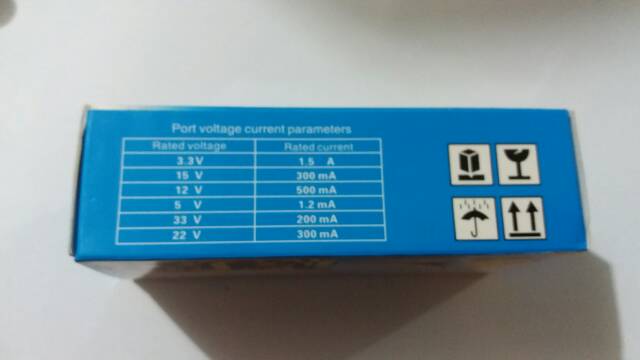 Port voltage current parameters
Rated voltage Rated current
3.3 V 1.5 A
15 V 300 mA
12 V 500 mA
5 V 1.2 mA
33 V 200 mA
22 V 300 mA